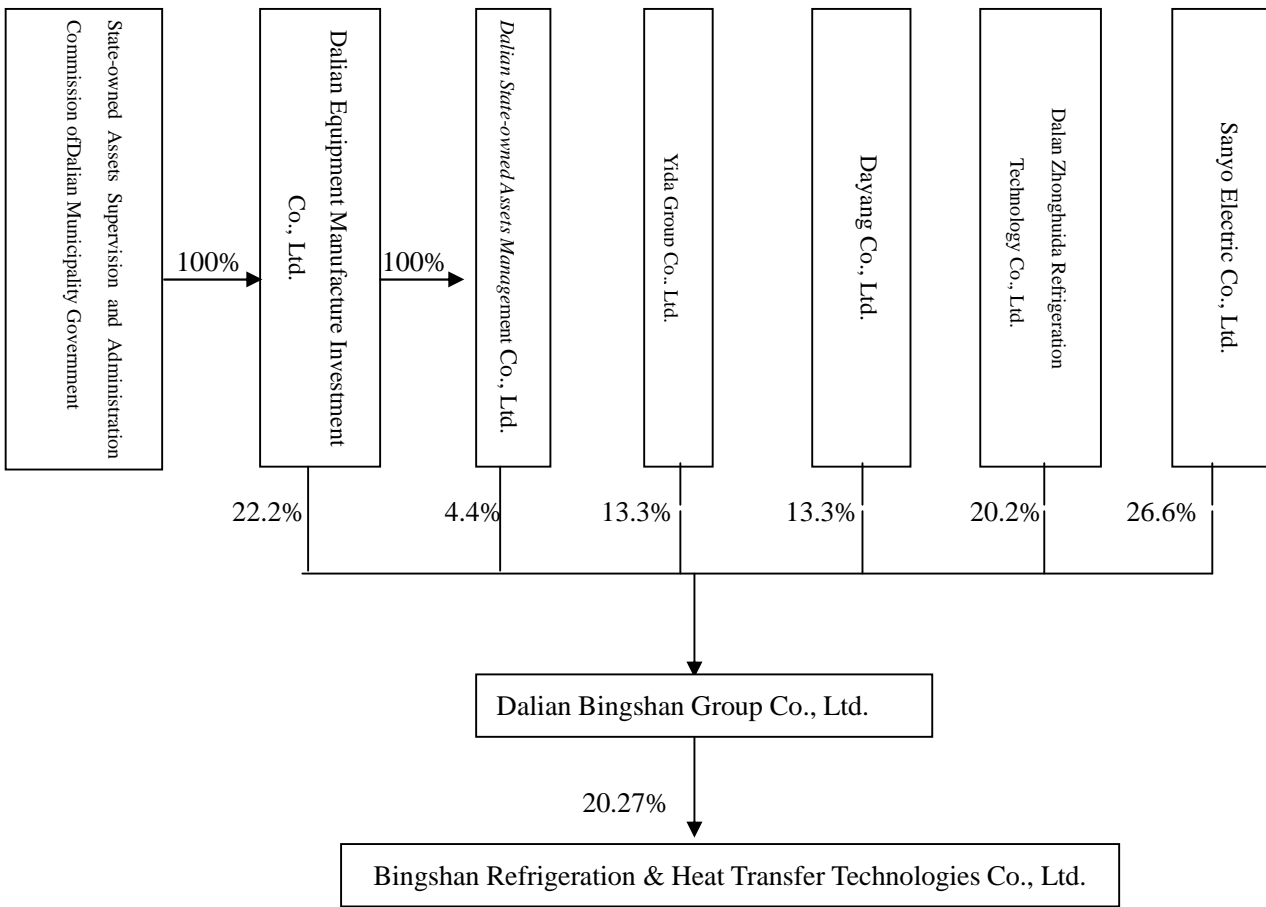 State-owned Assets Supervision and Administration
Commission ofDalian Municipality Government
100%
Dalian Equipment Manufacture Investment
Co., Ltd.
100%
Dalian State-owned Assets Management Co., Ltd.
Yida Group Co., Ltd.
Dayang Co., Ltd.
Dalan Zhonghuida Refrigeration
Technology Co., Ltd.
Sanyo Electric Co., Ltd.
22.2%
4.4%
13.3%
13.3%
20.2%
26.6%
Dalian Bingshan Group Co., Ltd.
20.27%
Bingshan Refrigeration & Heat Transfer Technologies Co., Ltd.